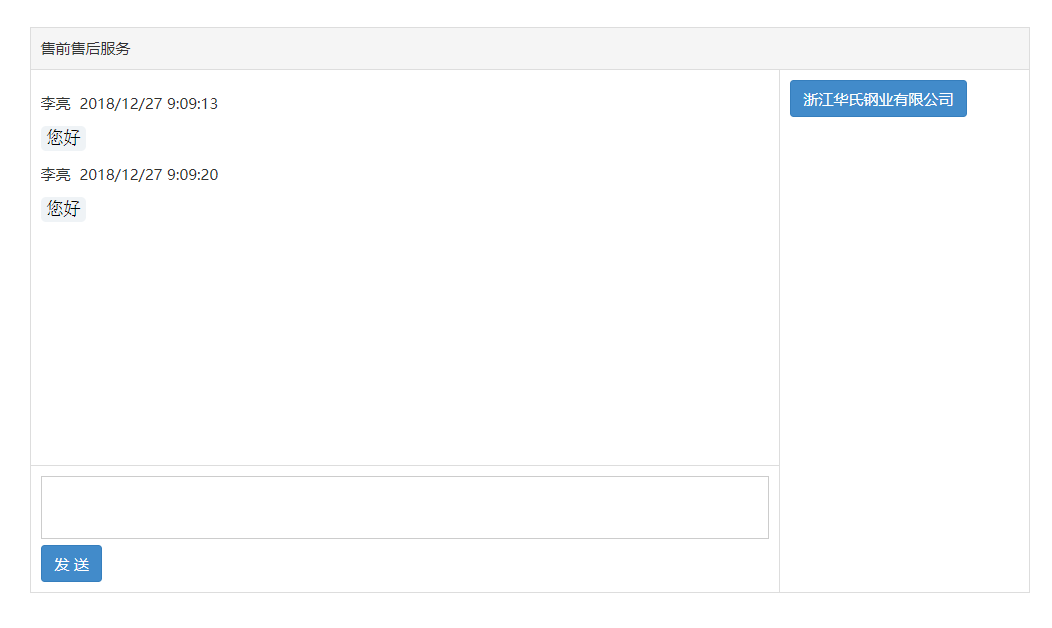 售前售后服务
李亮 2018/12/27 9:09:13
您好
李亮 2018/12/27 9:09:20
您好
发 送
浙江华氏钢业有限公司